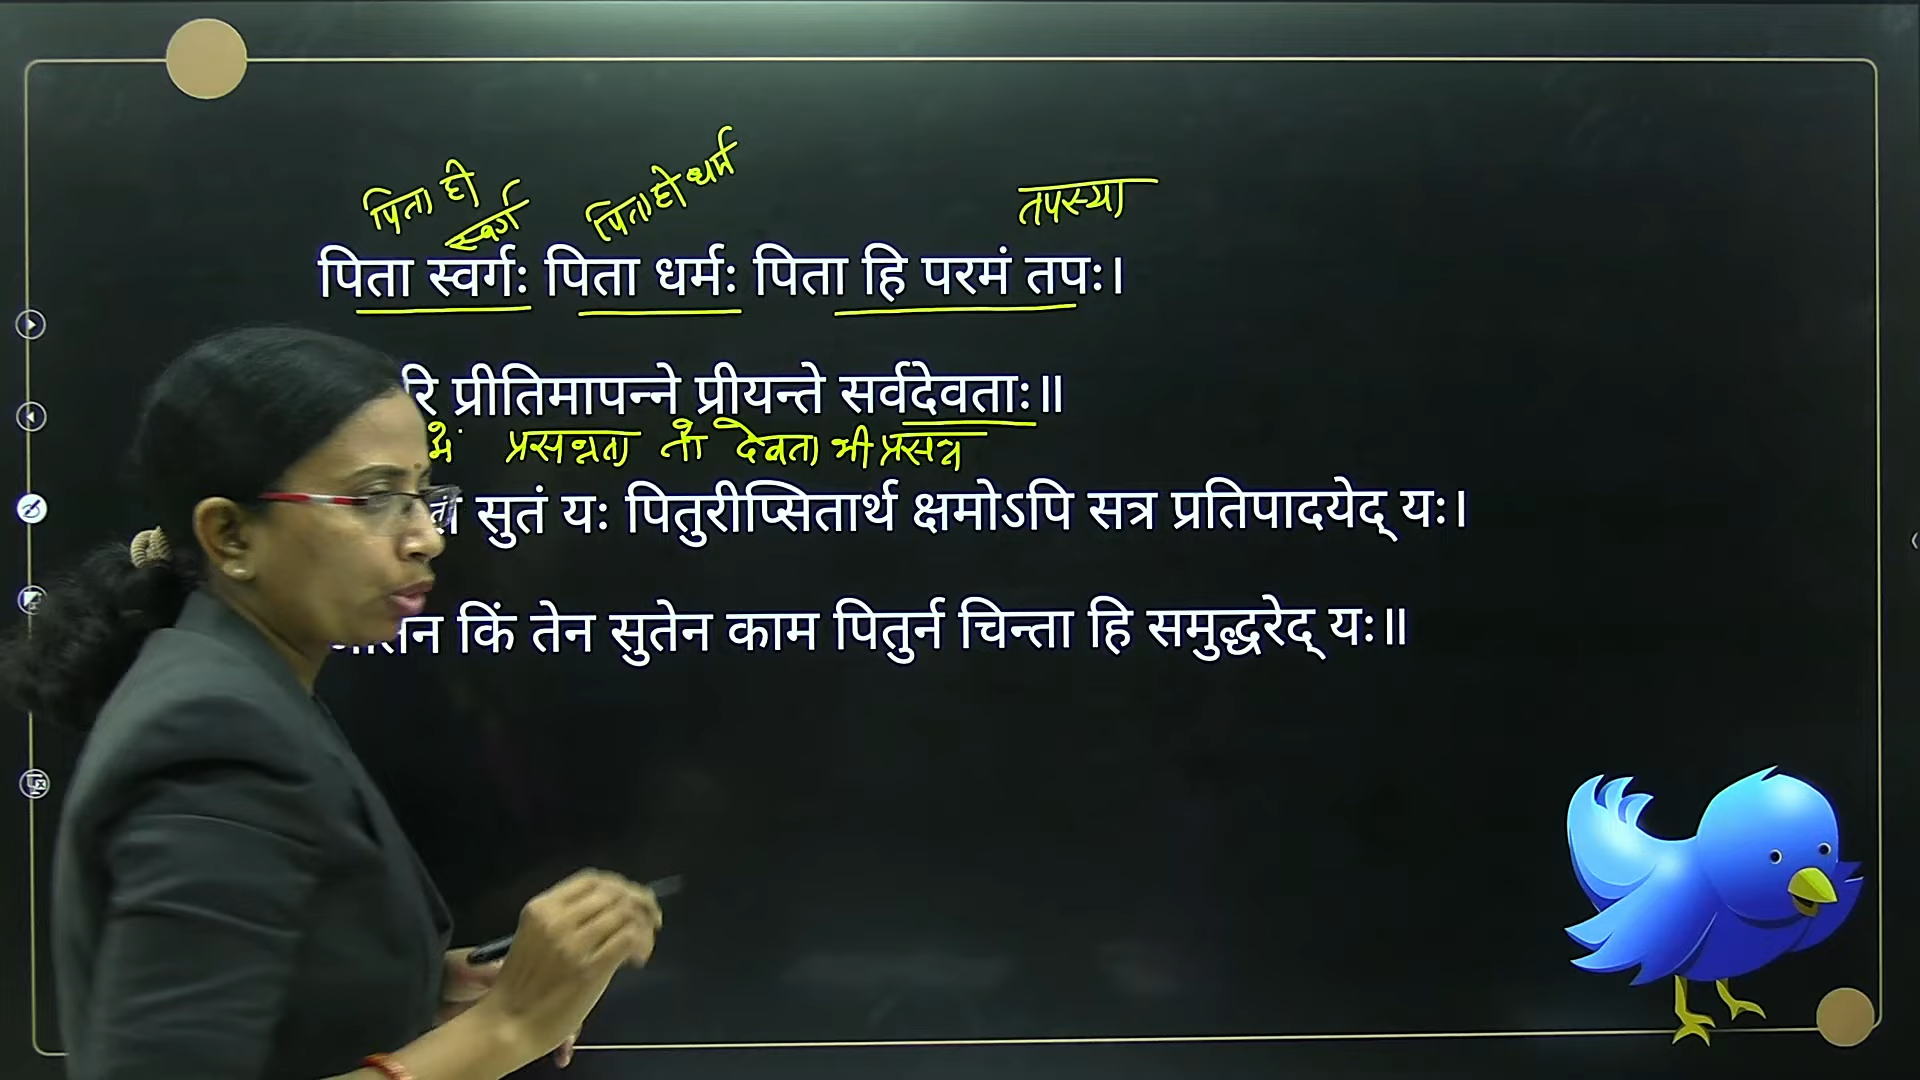 पिता ही स्वर्ग पिता ही धर्म तपस्या
पिता स्वर्गः पिता धर्मः पिता हि परमं तपः।
रि प्रीतिमापन्ने प्रीयन्ते सर्वदेवताः॥
में प्रसन्नता तो देवता भी प्रसन्न
सुतं यः पितुरीप्सितार्थ क्षमोऽपि सत्र प्रतिपादयेद् यः।
किं तेन सुतेन काम पितुर्न चिन्ता हि समुद्धरेद् यः॥